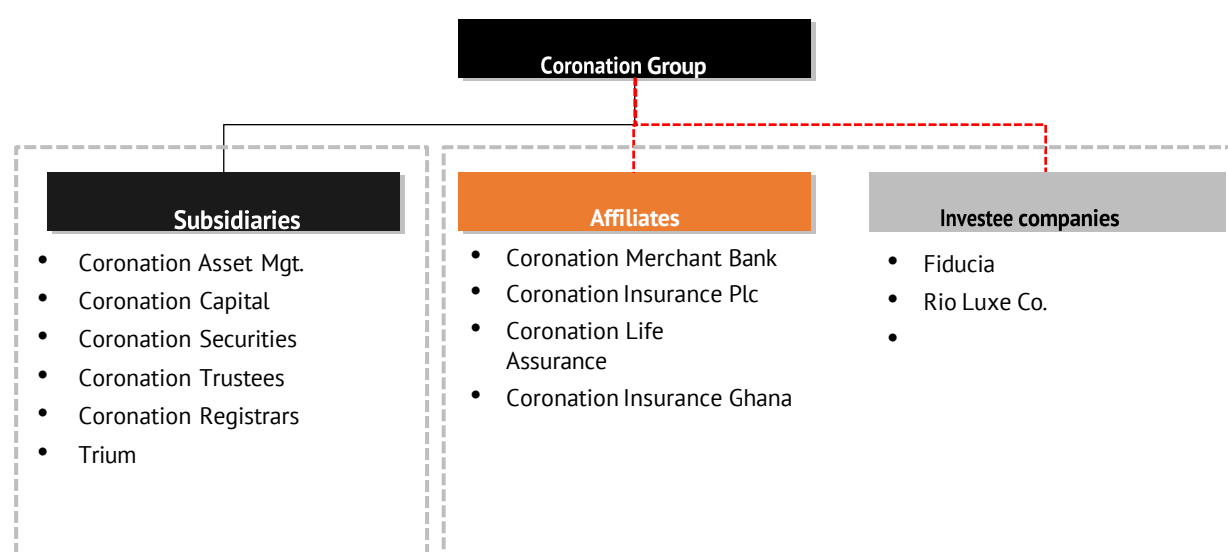 Coronation Group
Subsidiaries
• Coronation Asset Mgt.
• Coronation Capital
• Coronation Securities
• Coronation Trustees
• Coronation Registrars
• Trium
Affiliates
• Coronation Merchant Bank
• Coronation Insurance Plc
• Coronation Life
Assurance
• Coronation Insurance Ghana
Investee companies
• Fiducia
• Rio Luxe Co.
•